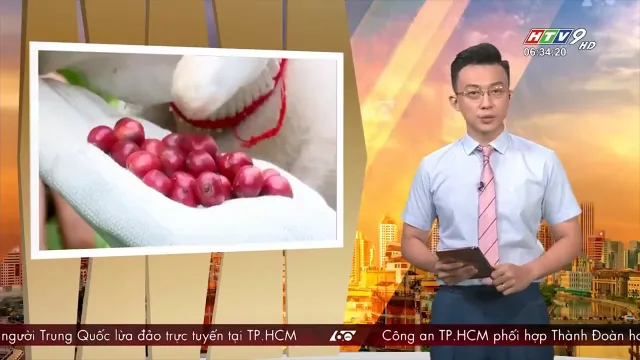 HTV9 HD
06:34:20
người Trung Quốc lừa đảo trực tuyến tại TP.HCM
60
Công an TP.HCM phối hợp Thành Đoàn